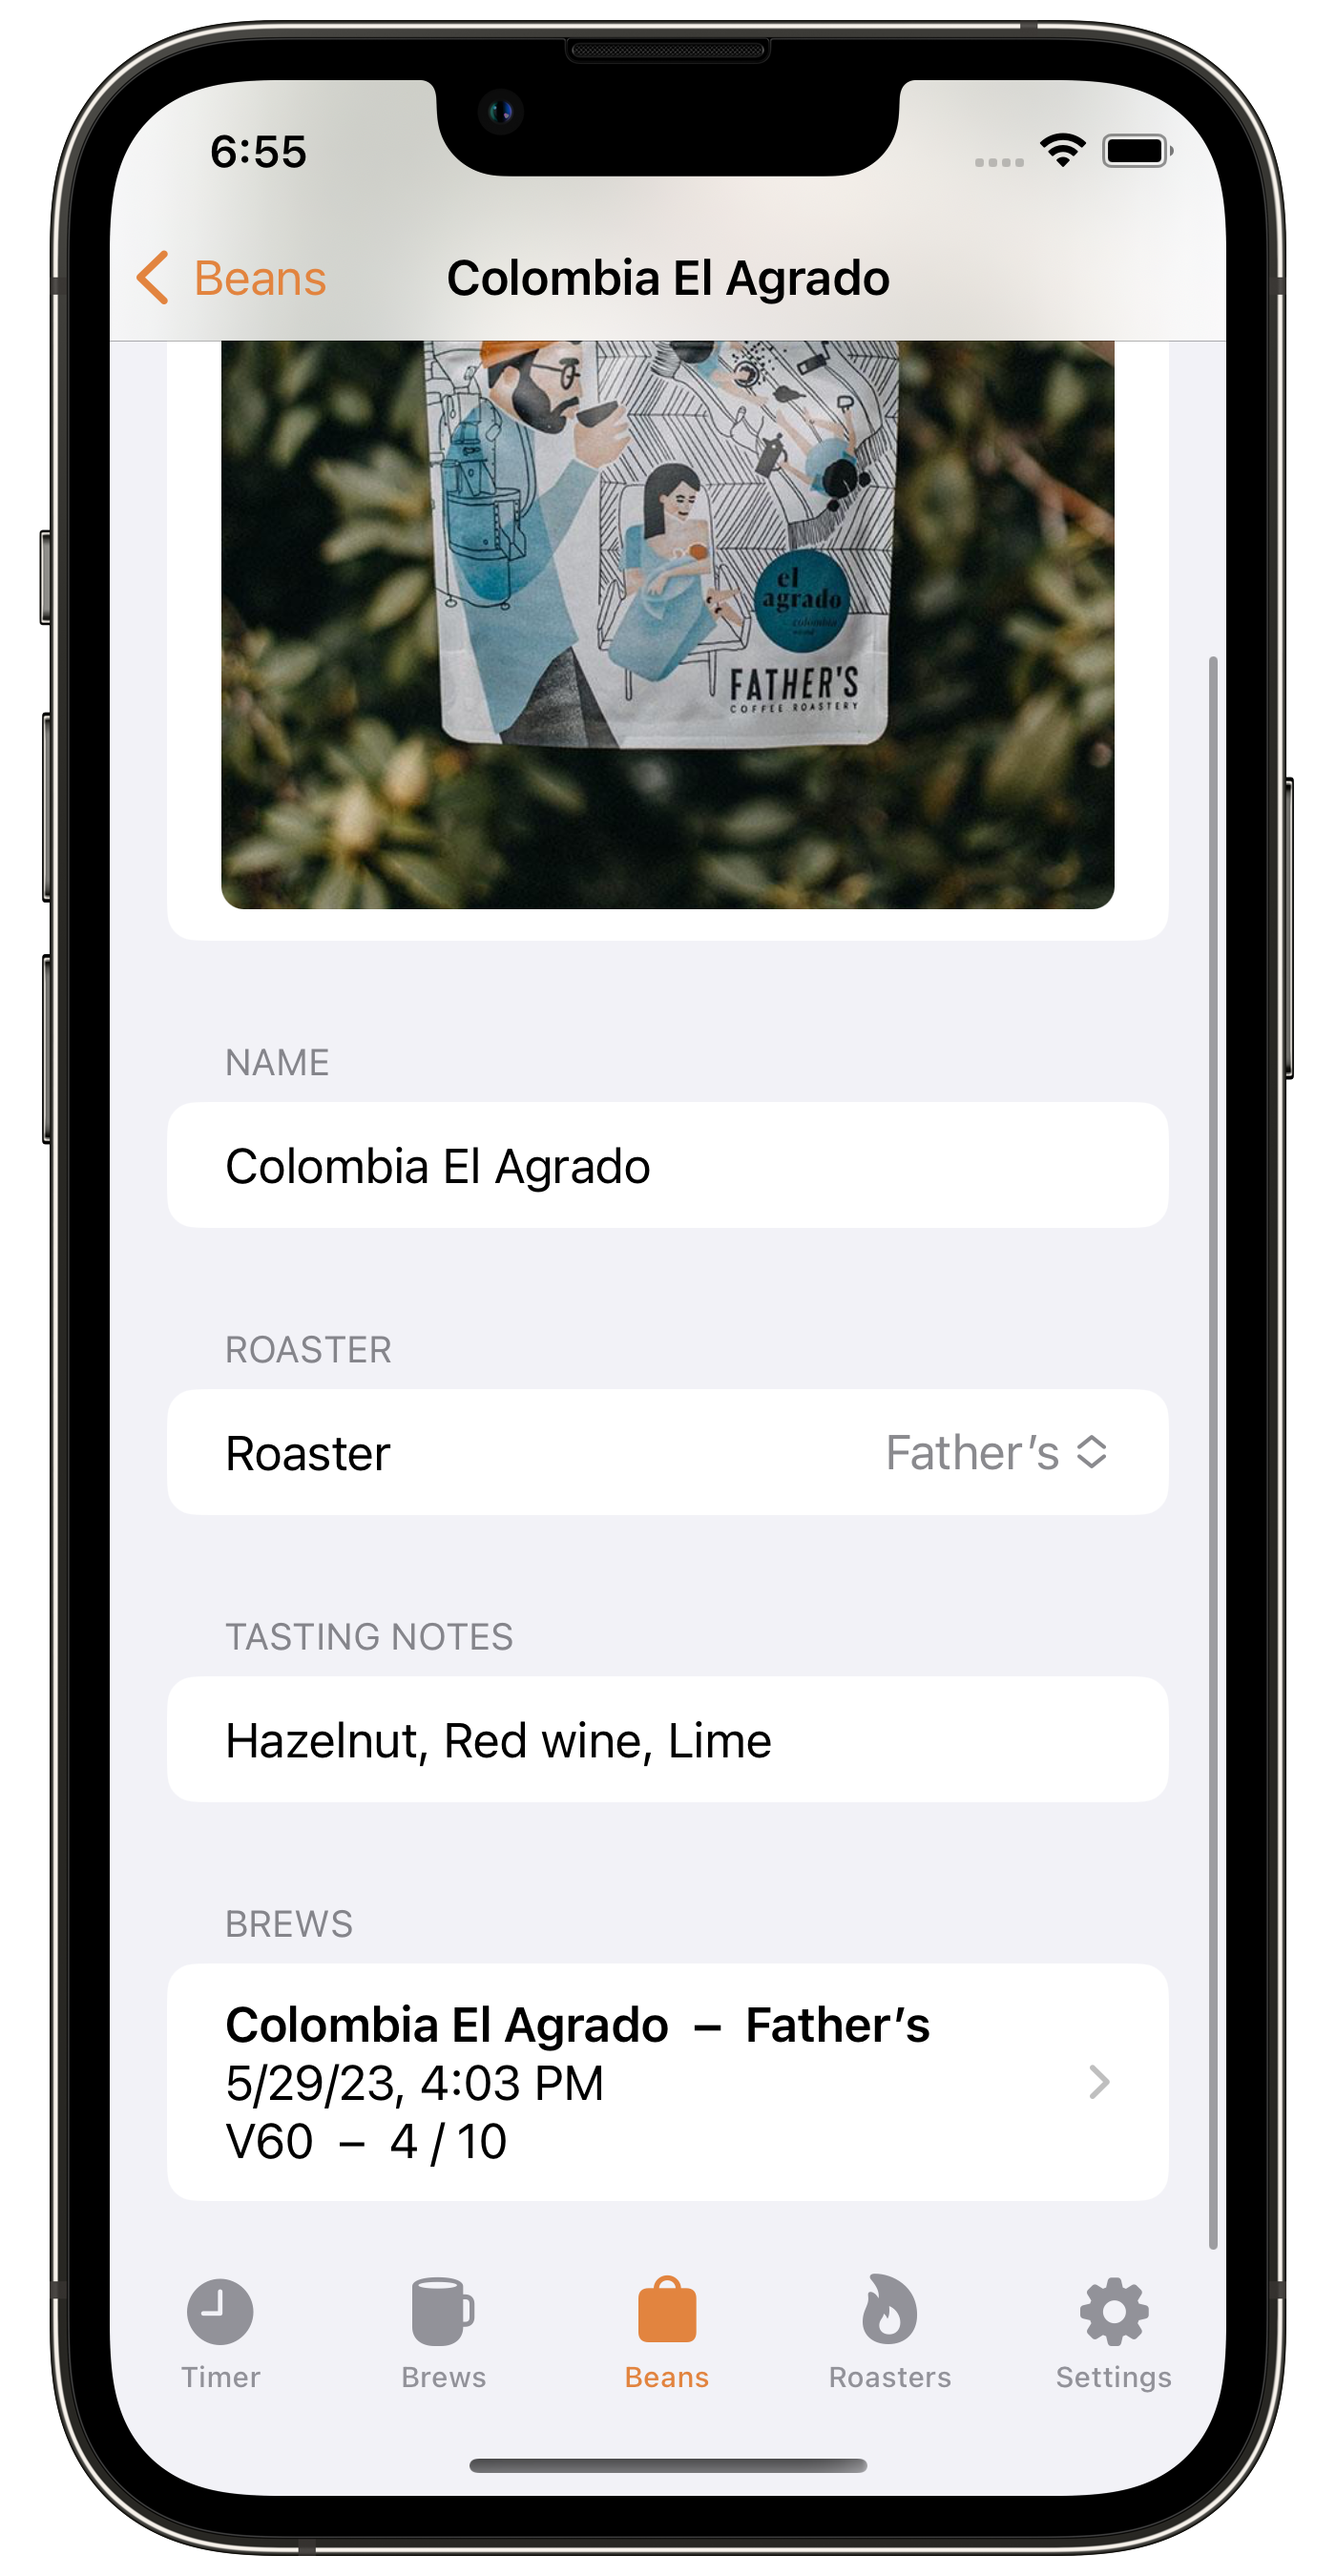 6:55
Beans
Colombia El Agrado
el
agrado
colombia
FATHER'S
COFFEE ROASTERY
NAME
Colombia El Agrado
ROASTER
Roaster
Father’s
TASTING NOTES
Hazelnut, Red wine, Lime
BREWS
Colombia El Agrado – Father’s
5/29/23, 4:03 PM
V60 – 4 / 10
Timer
Brews
Beans
Roasters
Settings